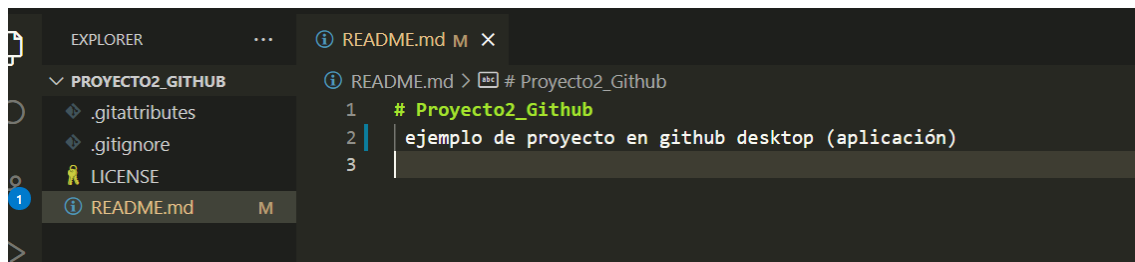 EXPLORER ...
PROYECTO2_GITHUB
.gitattributes
.gitignore
LICENSE
README.md M
1
README.md M
README.md > abc # Proyecto2_Github
1 # Proyecto2_Github
2 ejemplo de proyecto en github desktop (aplicación)
3